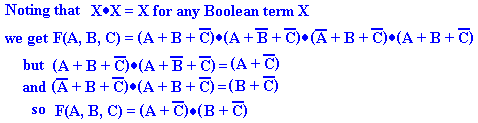 Noting that X•X = X for any Boolean term X
we get F(A, B, C) = (A + B + C̅)•(A + B̅ + C̅)•(A̅ + B + C̅)•(A + B + C̅)
but (A + B + C̅)•(A + B̅ + C̅) = (A + C̅)
and (A̅ + B + C̅)•(A + B + C̅) = (B + C̅)
so F(A, B, C) = (A + C̅)•(B + C̅)